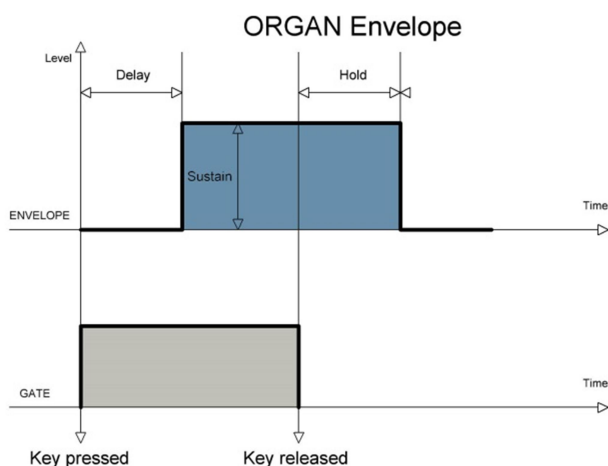 ORGAN Envelope
Level
Delay
Hold
Sustain
ENVELOPE
Time
GATE
Time
Key pressed
Key released